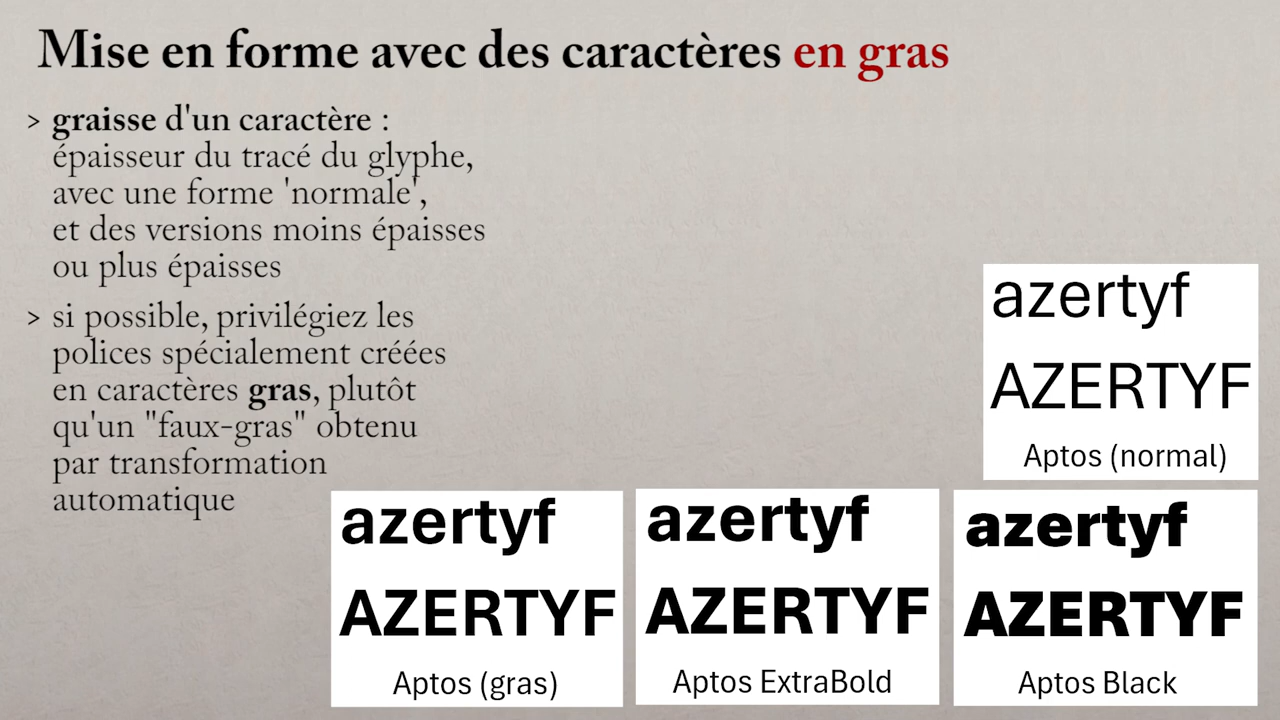 Mise en forme avec des caractères en gras
> graisse d'un caractère :
épaisseur du tracé du glyphe,
avec une forme 'normale',
et des versions moins épaisses
ou plus épaisses
> si possible, privilégiez les
polices spécialement créées
en caractères gras, plutôt
qu'un "faux-gras" obtenu
par transformation
automatique
azertyf
AZERTYF
Aptos (normal)
azertyf
AZERTYF
Aptos (gras)
azertyf
AZERTYF
Aptos ExtraBold
azertyf
AZERTYF
Aptos Black